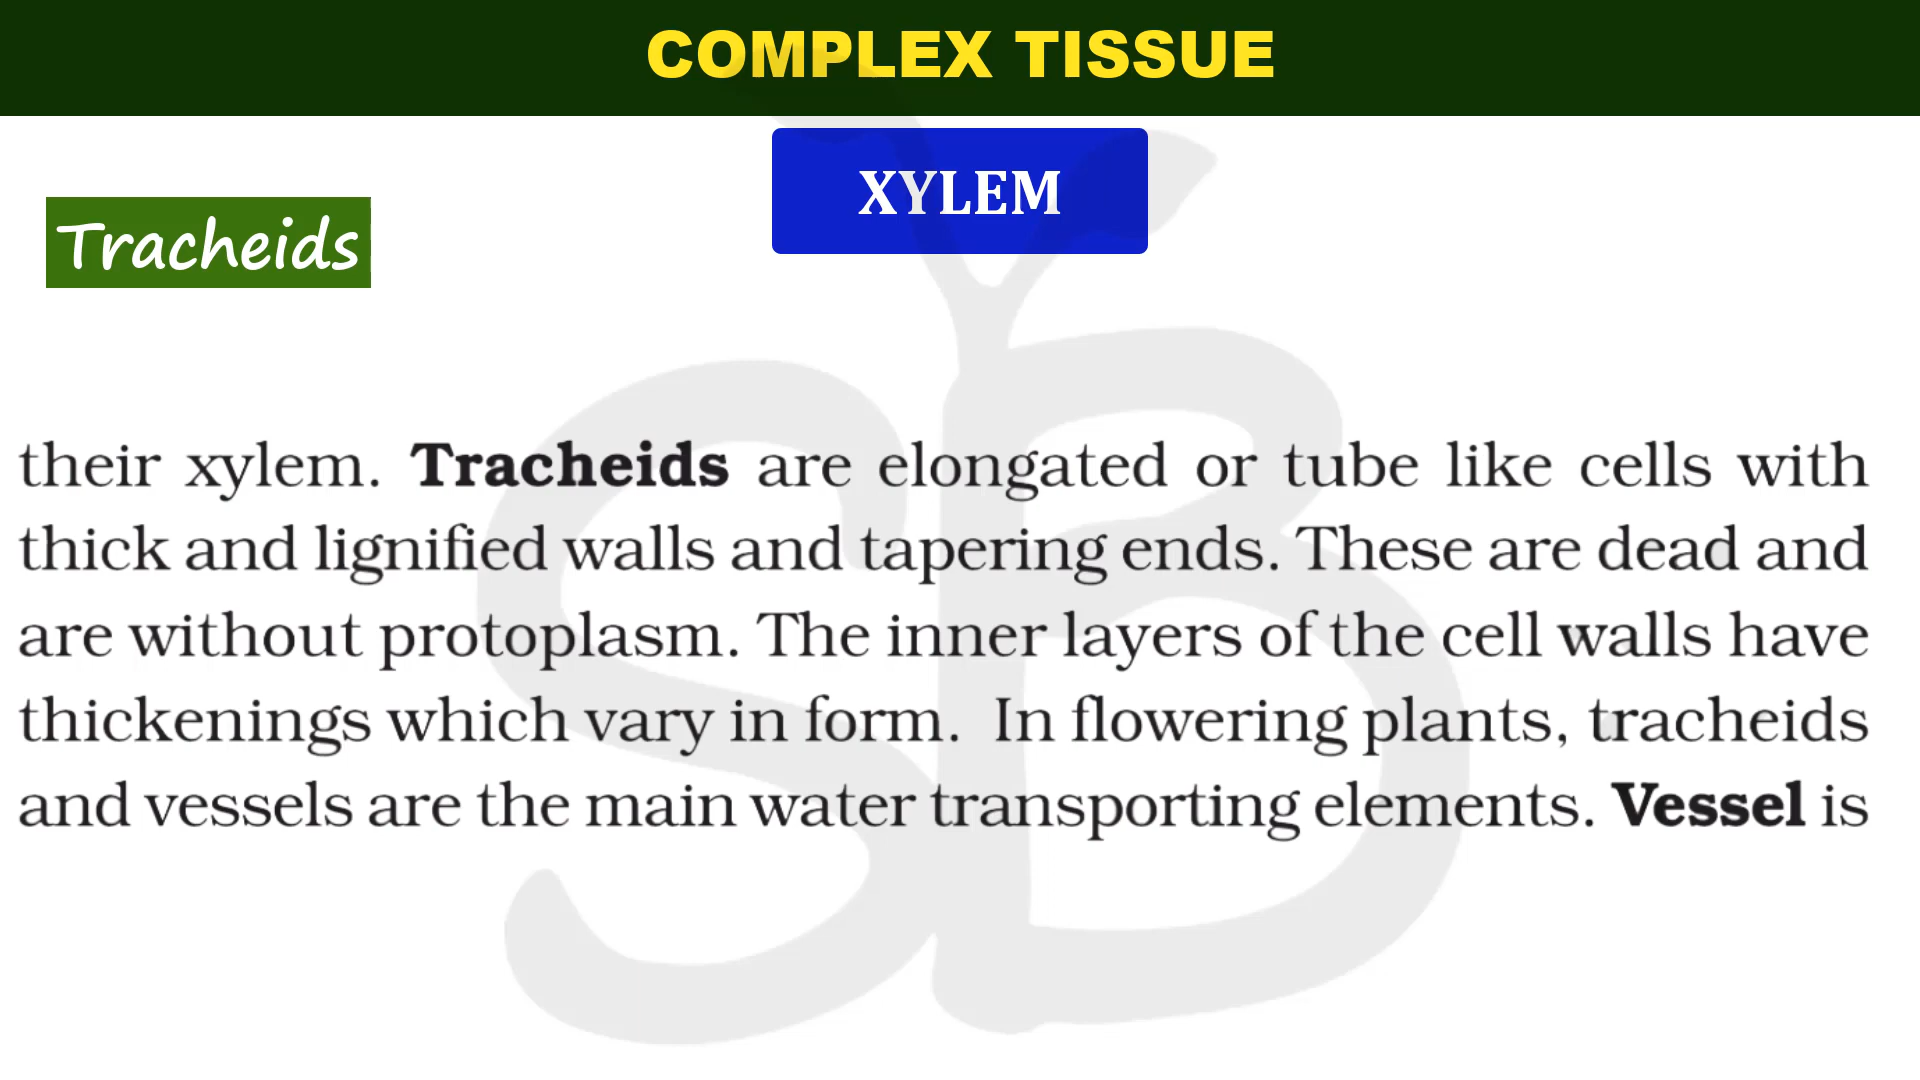 COMPLEX TISSUE
XYLEM
Tracheids
their xylem. Tracheids are elongated or tube like cells with
thick and lignified walls and tapering ends. These are dead and
are without protoplasm. The inner layers of the cell walls have
thickenings which vary in form. In flowering plants, tracheids
and vessels are the main water transporting elements. Vessel is
SB